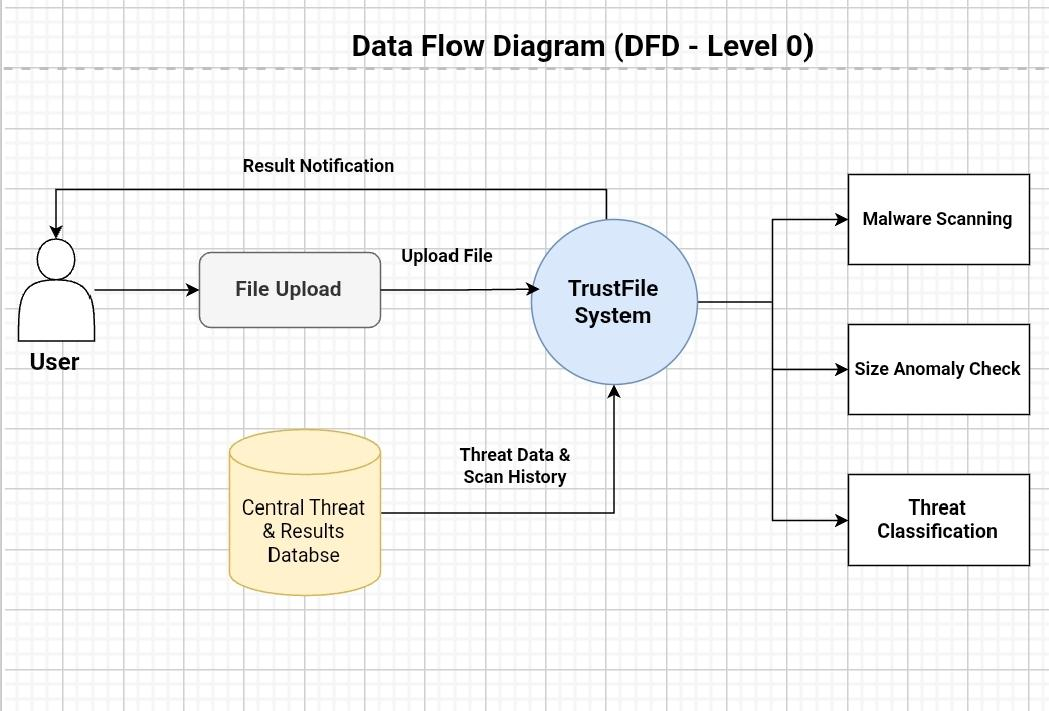 Data Flow Diagram (DFD - Level 0)
Result Notification
Malware Scanning
File Upload
Upload File
TrustFile
System
User
Size Anomaly Check
Threat Data &
Scan History
Central Threat
& Results
Databse
Threat
Classification